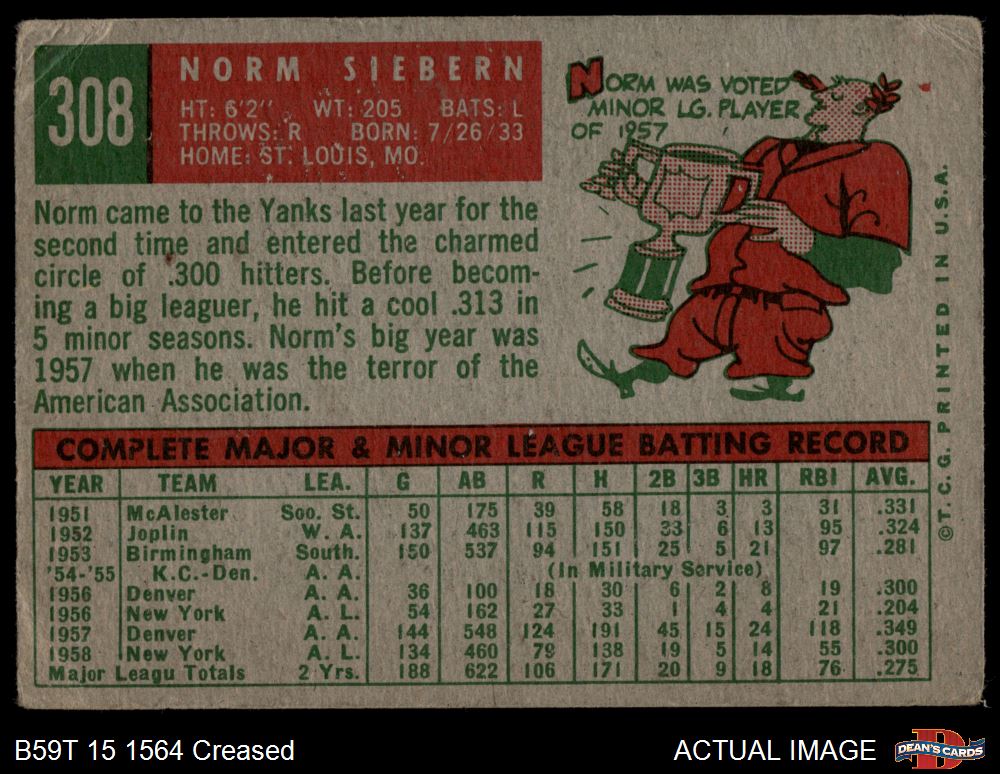 308
NORM SIEBERN
HT: 6'2" WT: 205 BATS: L
THROWS: R BORN: 7/26/33
HOME: ST. LOUIS, MO.
NORM WAS VOTED
MINOR LG. PLAYER
OF 1957
Norm came to the Yanks last year for the
second time and entered the charmed
circle of .300 hitters. Before becom-
ing a big leaguer, he hit a cool .313 in
5 minor seasons. Norm's big year was
1957 when he was the terror of the
American Association.
COMPLETE MAJOR & MINOR LEAGUE BATTING RECORD
YEAR TEAM LEA. G AB R H 2B 3B HR RBI AVG.
1951 McAlester Soo. St. 50 175 39 58 18 3 3 31 .331
1952 Joplin W. A. 137 463 115 150 33 6 13 95 .324
1953 Birmingham South. 150 537 94 151 25 5 21 97 .281
'54-'55 K.C.-Den. A. A. (In Military Service)
1956 Denver A. A. 36 100 18 30 6 2 8 19 .300
1956 New York A. L. 54 162 27 33 1 4 4 21 .204
1957 Denver A. A. 144 548 124 191 45 15 24 118 .349
1958 New York A. L. 134 460 79 138 19 5 14 55 .300
Major Leagu Totals 2 Yrs. 188 622 106 171 20 9 18 76 .275
©T. C. G. PRINTED IN U.S.A.
B59T 15 1564 Creased
ACTUAL IMAGE
D
DEAN'S CARDS